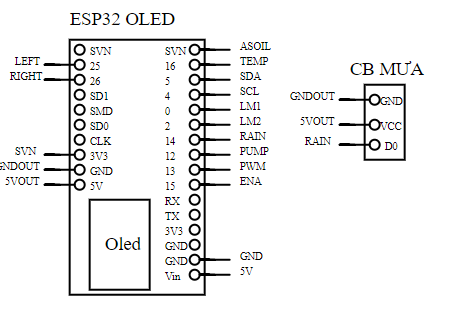 ESP32 OLED
SVN SVN ASOIL
LEFT 25 16 TEMP
RIGHT 26 5 SDA
SD1 4 SCL
SMD 0 LM1
SD0 2 LM2
CLK 14 RAIN
SVN 3V3 12 PUMP
GNDOUT GND 13 PWM
5VOUT 5V 15 ENA
RX
TX
3V3
GND
GND GND
Vin 5V
Oled
CB MƯA
GNDOUT GND
5VOUT VCC
RAIN D0